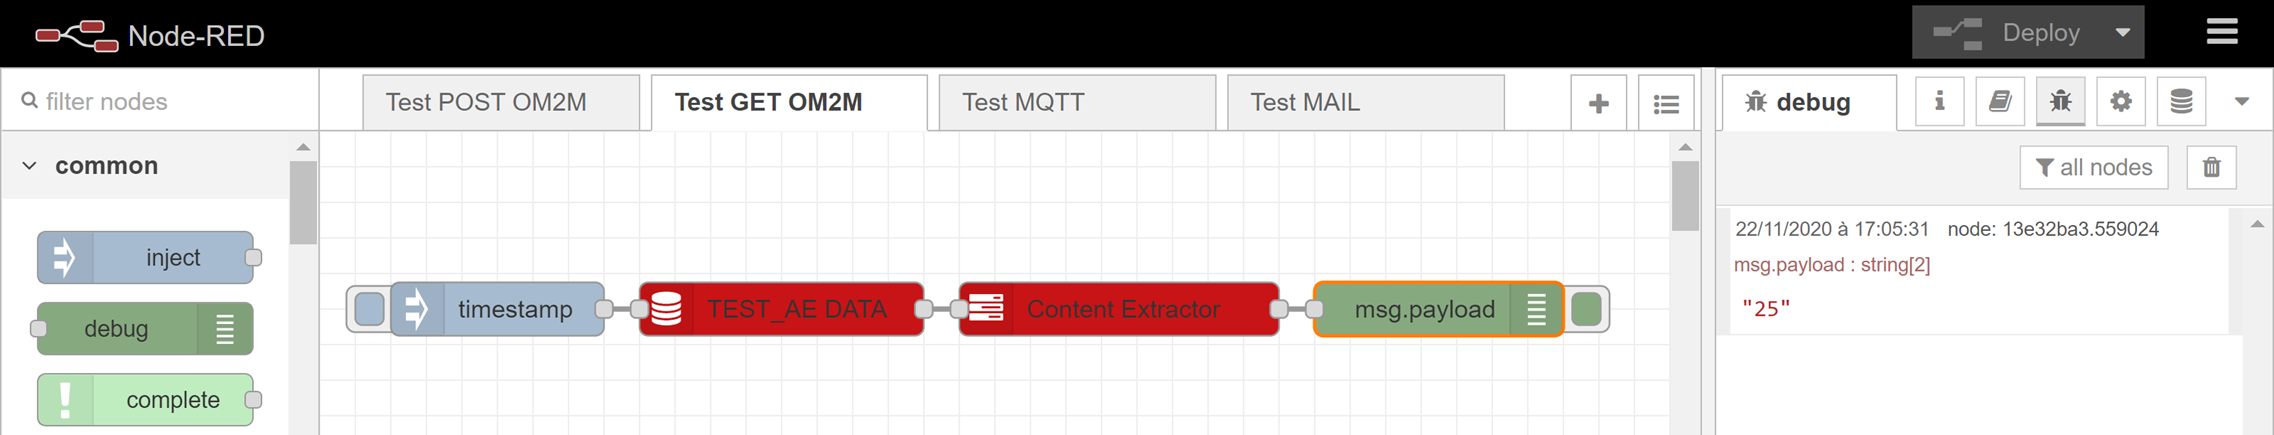 Node-RED
Deploy
filter nodes
Test POST OM2M
Test GET OM2M
Test MQTT
Test MAIL
debug
common
all nodes
inject
debug
complete
timestamp
TEST_AE DATA
Content Extractor
msg.payload
22/11/2020 à 17:05:31 node: 13e32ba3.559024
msg.payload : string[2]
"25"